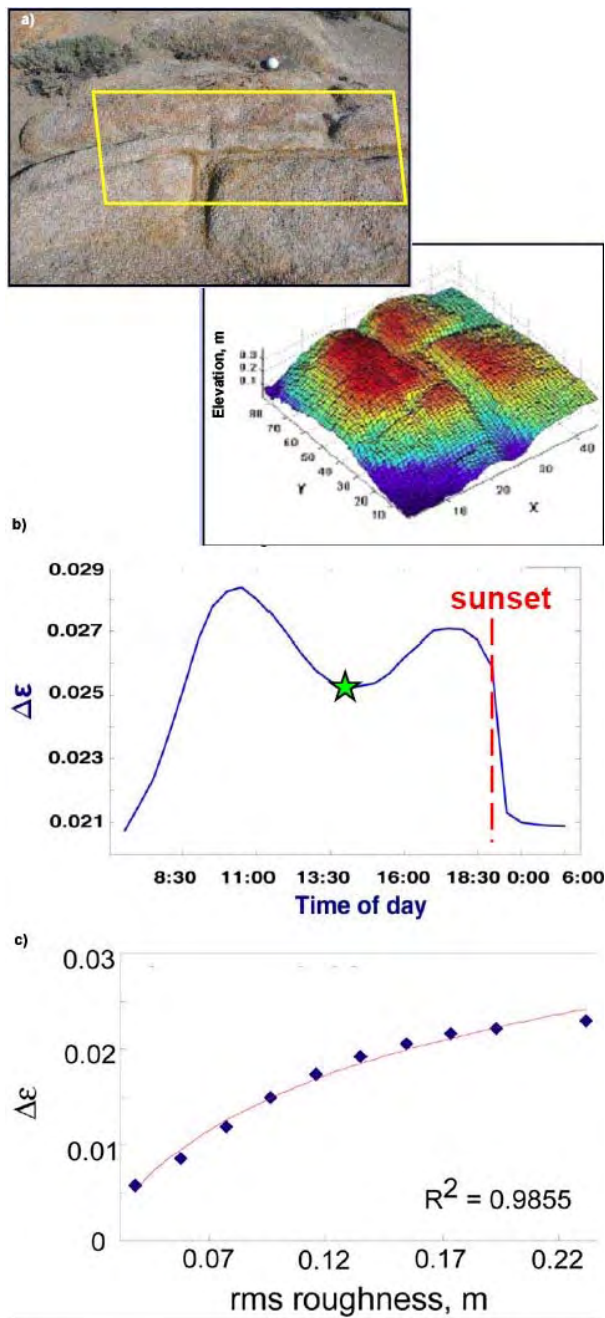 a)
Elevation, m
0.3
0.2
0.1
80
70
60
50
40
30
20
10
Y
10
20
30
40
X
b)
0.029
0.027
0.025
0.023
0.021
Δε
sunset
8:30 11:00 13:30 16:00 18:30 0:00 6:00
Time of day
c)
0.03
0.02
0.01
0
Δε
R² = 0.9855
0.07 0.12 0.17 0.22
rms roughness, m